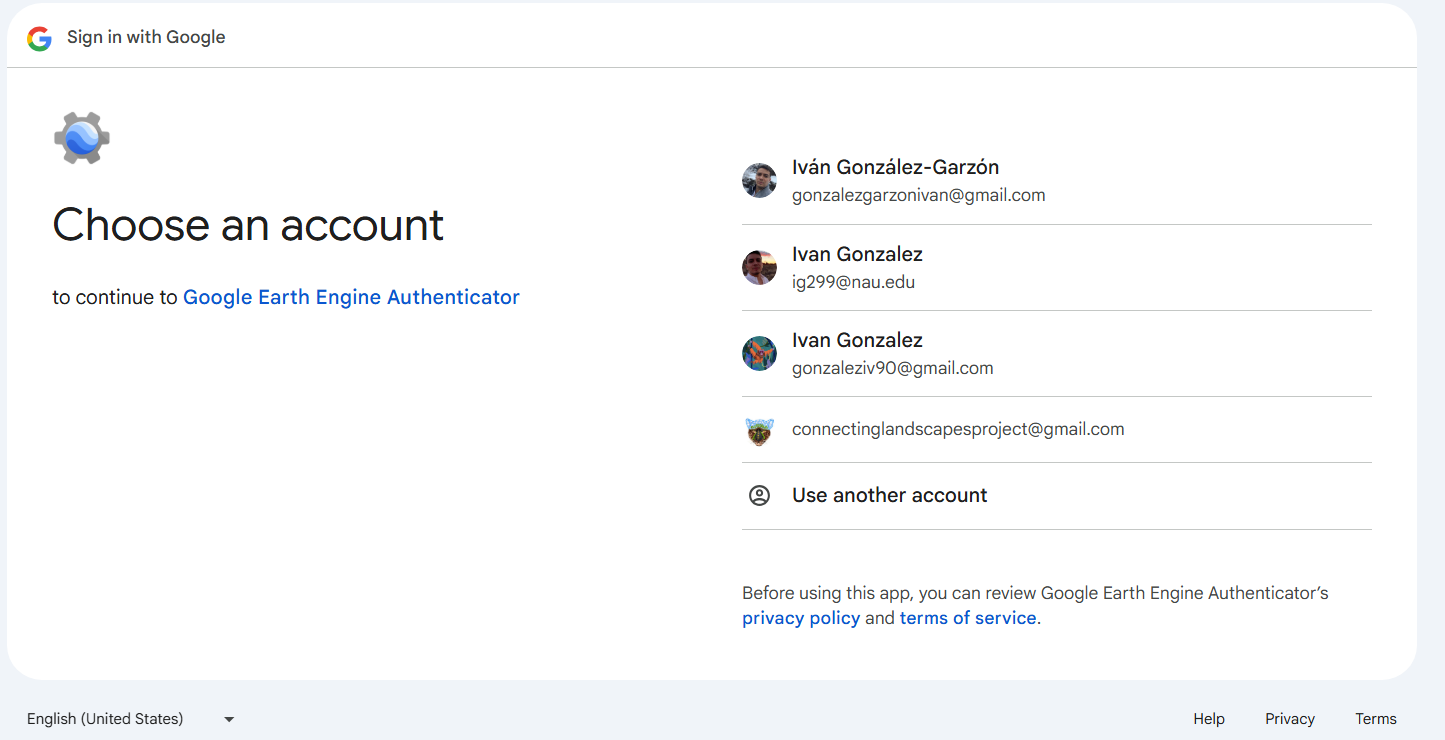 Sign in with Google
Choose an account
to continue to Google Earth Engine Authenticator
Iván González-Garzón
gonzalezgarzonivan@gmail.com
Ivan Gonzalez
ig299@nau.edu
Ivan Gonzalez
gonzaleziv90@gmail.com
connectinglandscapesproject@gmail.com
Use another account
Before using this app, you can review Google Earth Engine Authenticator’s
privacy policy and terms of service.
English (United States)
Help
Privacy
Terms